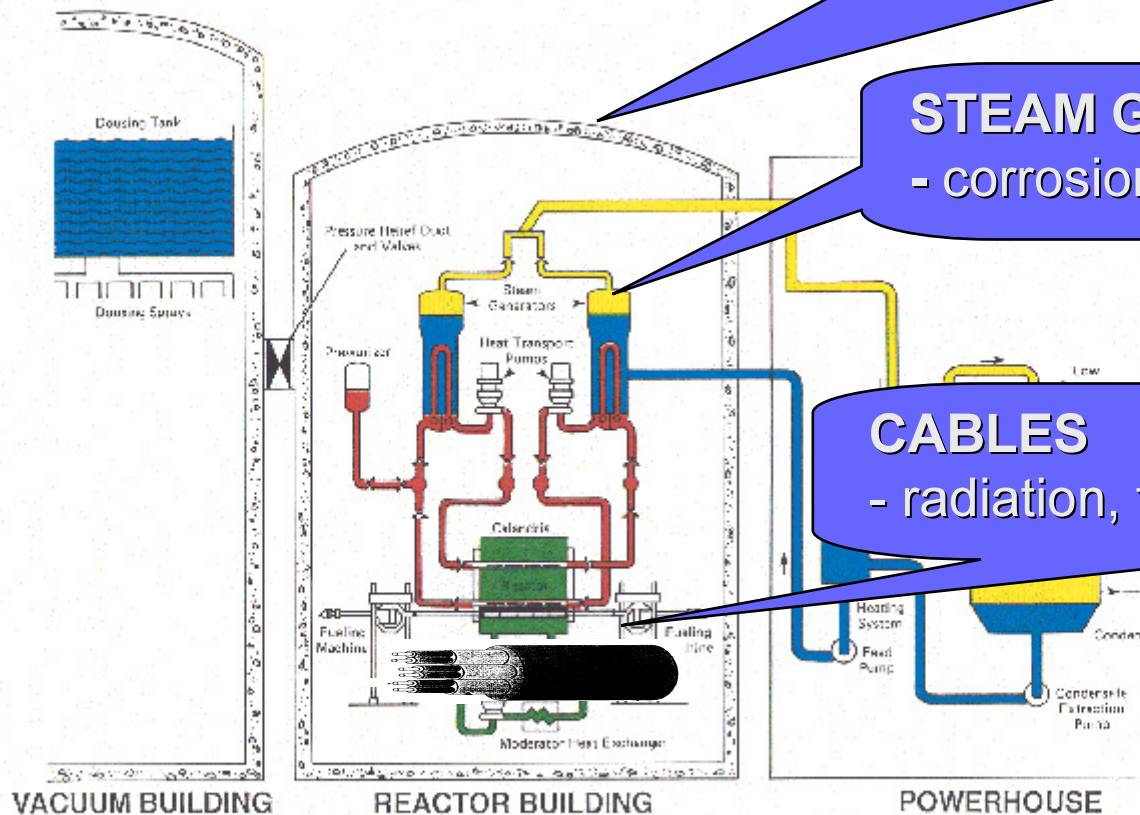 Dousing Tank
STEAM G
- corrosion
Pressure Relief Duct
and Valves
Dousing Sprays
Steam
Generators
Heat Transport
Pumps
Pressurizer
Low
CABLES
- radiation,
Calandria
Reactor
Fueling
Machine
Fueling
Heating
System
Feed
Pump
Conden
Condensate
Extraction
Pump
Moderator Heat Exchanger
VACUUM BUILDING
REACTOR BUILDING
POWERHOUSE